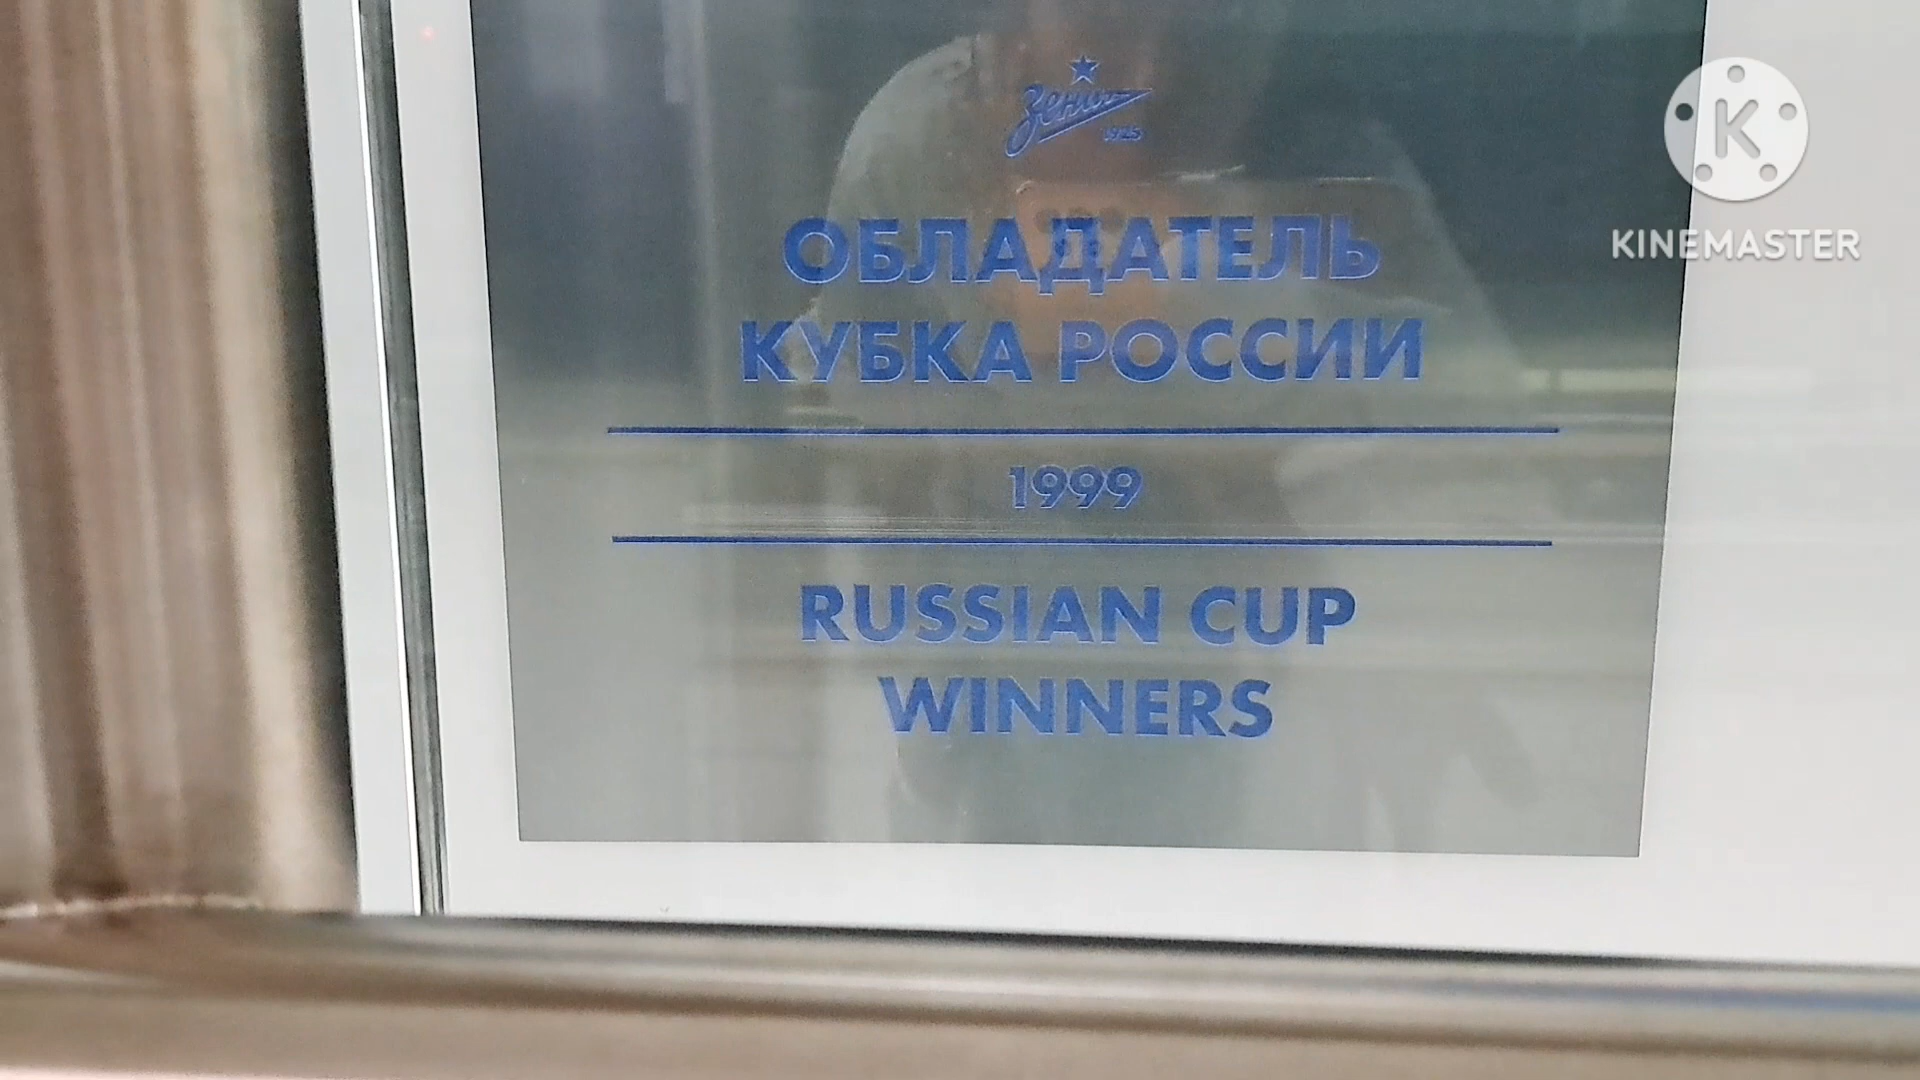 Зенит
1925
ОБЛАДАТЕЛЬ
КУБКА РОССИИ
1999
RUSSIAN CUP
WINNERS
K
KINEMASTER